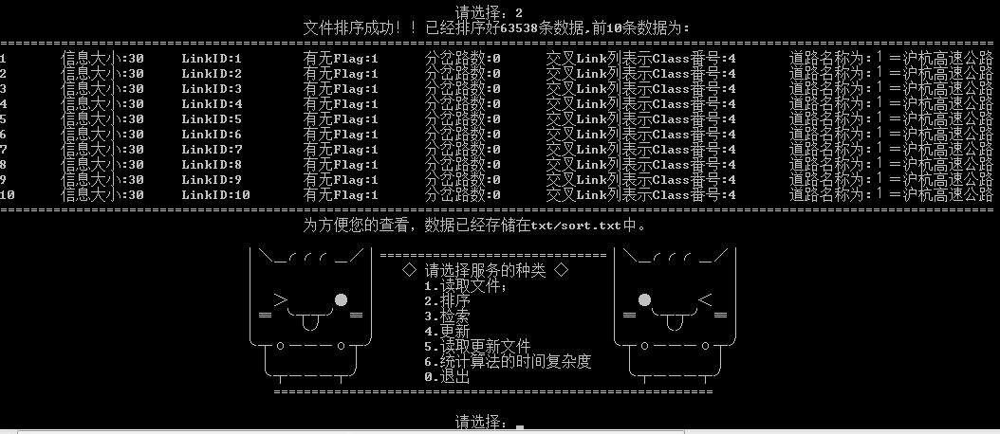 请选择：2
文件排序成功！！已经排序好63538条数据,前10条数据为：
1 信息大小:30 LinkID:1 有无Flag:1 分岔路数:0 交叉Link列表示Class番号:4 道路名称为：1＝沪杭高速公路
2 信息大小:30 LinkID:2 有无Flag:1 分岔路数:0 交叉Link列表示Class番号:4 道路名称为：1＝沪杭高速公路
3 信息大小:30 LinkID:3 有无Flag:1 分岔路数:0 交叉Link列表示Class番号:4 道路名称为：1＝沪杭高速公路
4 信息大小:30 LinkID:4 有无Flag:1 分岔路数:0 交叉Link列表示Class番号:4 道路名称为：1＝沪杭高速公路
5 信息大小:30 LinkID:5 有无Flag:1 分岔路数:0 交叉Link列表示Class番号:4 道路名称为：1＝沪杭高速公路
6 信息大小:30 LinkID:6 有无Flag:1 分岔路数:0 交叉Link列表示Class番号:4 道路名称为：1＝沪杭高速公路
7 信息大小:30 LinkID:7 有无Flag:1 分岔路数:0 交叉Link列表示Class番号:4 道路名称为：1＝沪杭高速公路
8 信息大小:30 LinkID:8 有无Flag:1 分岔路数:0 交叉Link列表示Class番号:4 道路名称为：1＝沪杭高速公路
9 信息大小:30 LinkID:9 有无Flag:1 分岔路数:0 交叉Link列表示Class番号:4 道路名称为：1＝沪杭高速公路
10 信息大小:30 LinkID:10 有无Flag:1 分岔路数:0 交叉Link列表示Class番号:4 道路名称为：1＝沪杭高速公路
为方便您的查看，数据已经存储在txt/sort.txt中。
◇ 请选择服务的种类 ◇
1.读取文件；
2.排序
3.检索
4.更新
5.读取更新文件
6.统计算法的时间复杂度
0.退出
请选择：